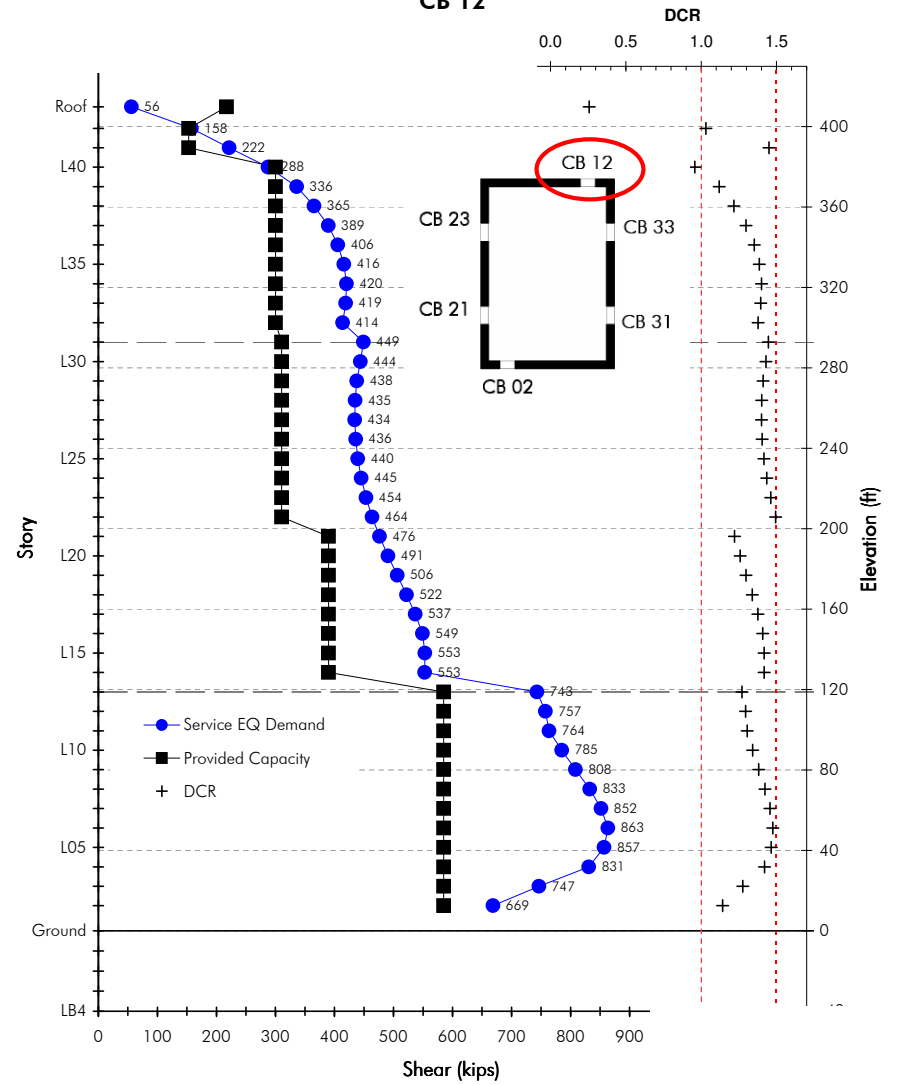 CB 12
DCR
0.0 0.5 1.0 1.5
Roof 56
158 400
222
L40 288 CB 12
336
365 360
389 CB 23 CB 33
406
L35 416
420 320
419 CB 21
414 CB 31
449
L30 444 280
438 CB 02
435
434
436 240
L25 440
445
454
464
476 200
L20 491
506
522
537 160
549
L15 553
553
743 120
757
Service EQ Demand 764
L10 785
Provided Capacity 808 80
DCR 833
852
863
L05 857 40
831
747
669
Ground 0
LB4
0 100 200 300 400 500 600 700 800 900
Shear (kips)
Story
Elevation (ft)